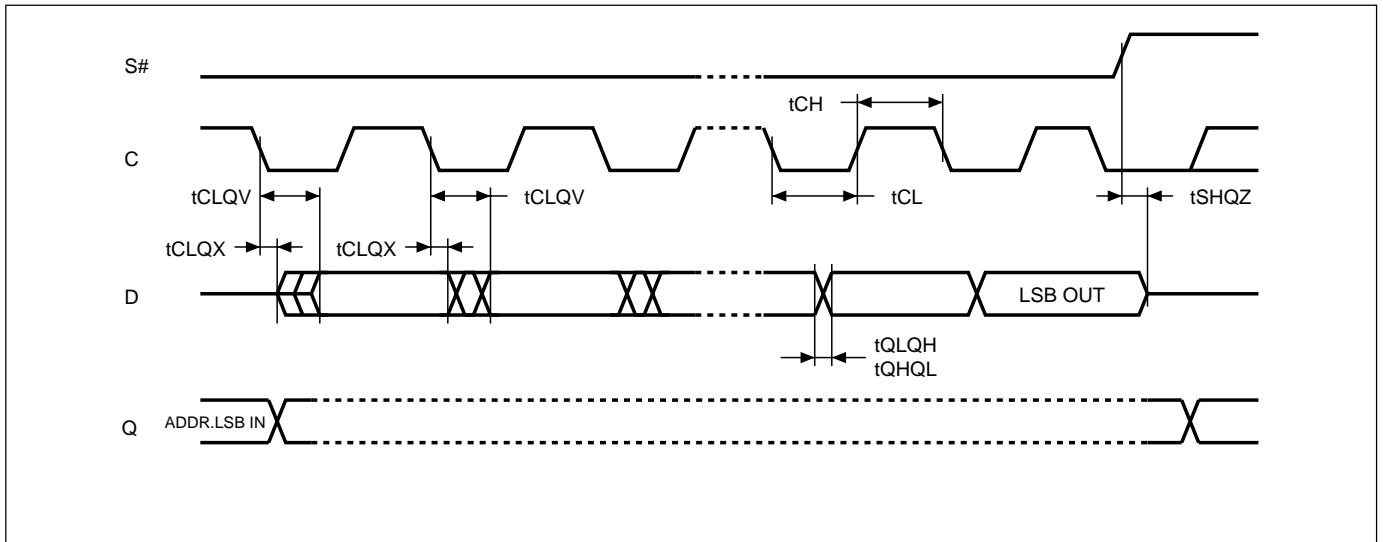 S#
tCH
C
tCLQV
tCLQV
tCL
tSHQZ
tCLQX
tCLQX
D
LSB OUT
tQLQH
tQHQL
Q
ADDR.LSB IN